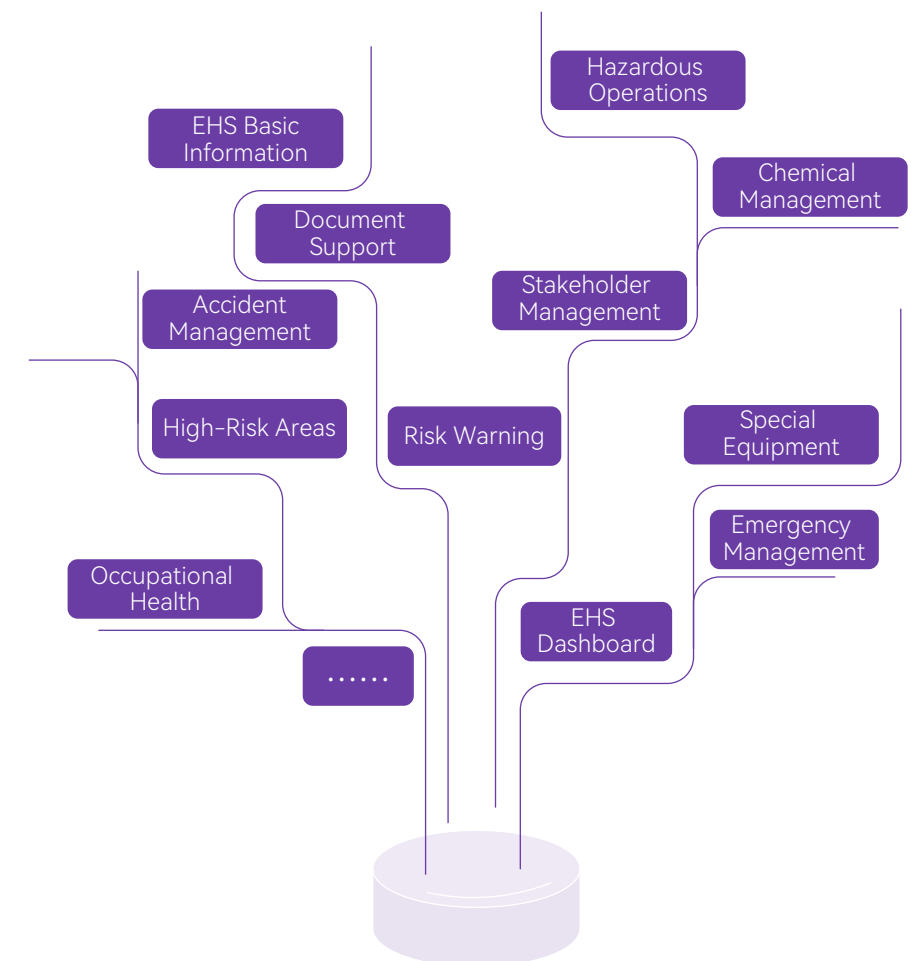 Hazardous
Operations
EHS Basic
Information
Chemical
Management
Document
Support
Stakeholder
Management
Accident
Management
High-Risk Areas
Risk Warning
Special
Equipment
Emergency
Management
Occupational
Health
EHS
Dashboard
......